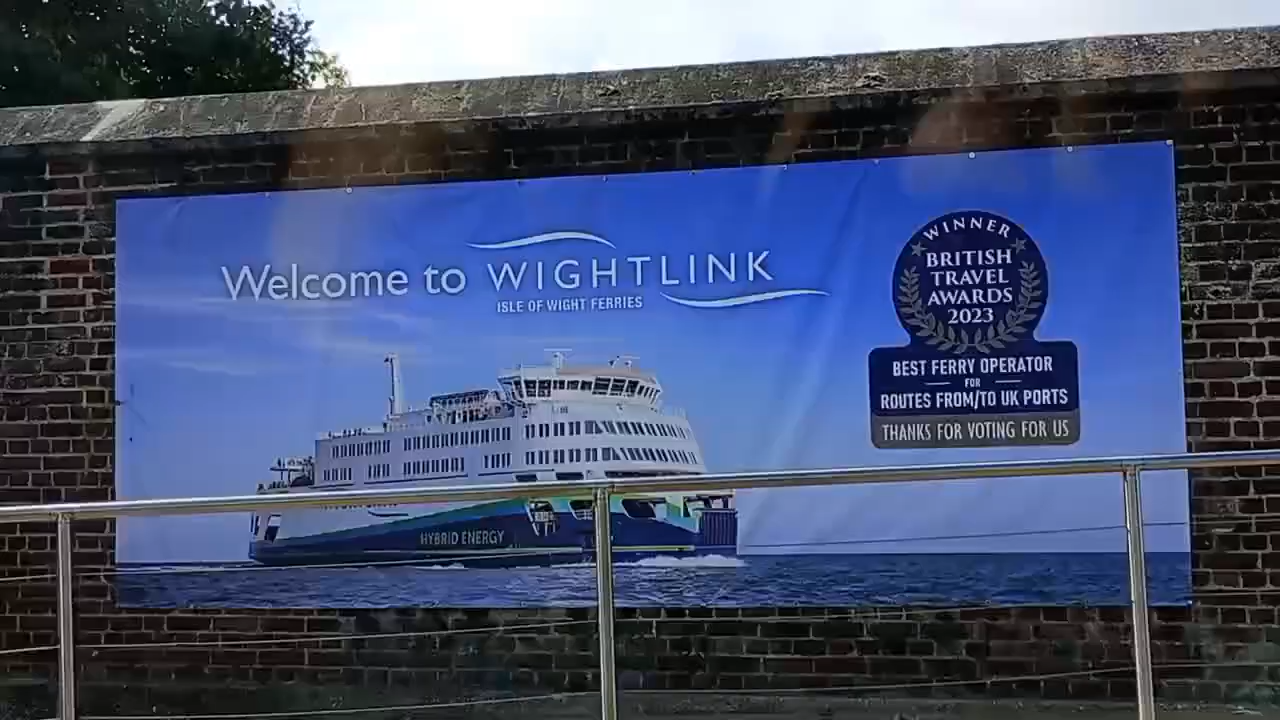 Welcome to WIGHTLINK
ISLE OF WIGHT FERRIES
HYBRID ENERGY
WINNER
BRITISH
TRAVEL
AWARDS
2023
BEST FERRY OPERATOR
FOR
ROUTES FROM/TO UK PORTS
THANKS FOR VOTING FOR US